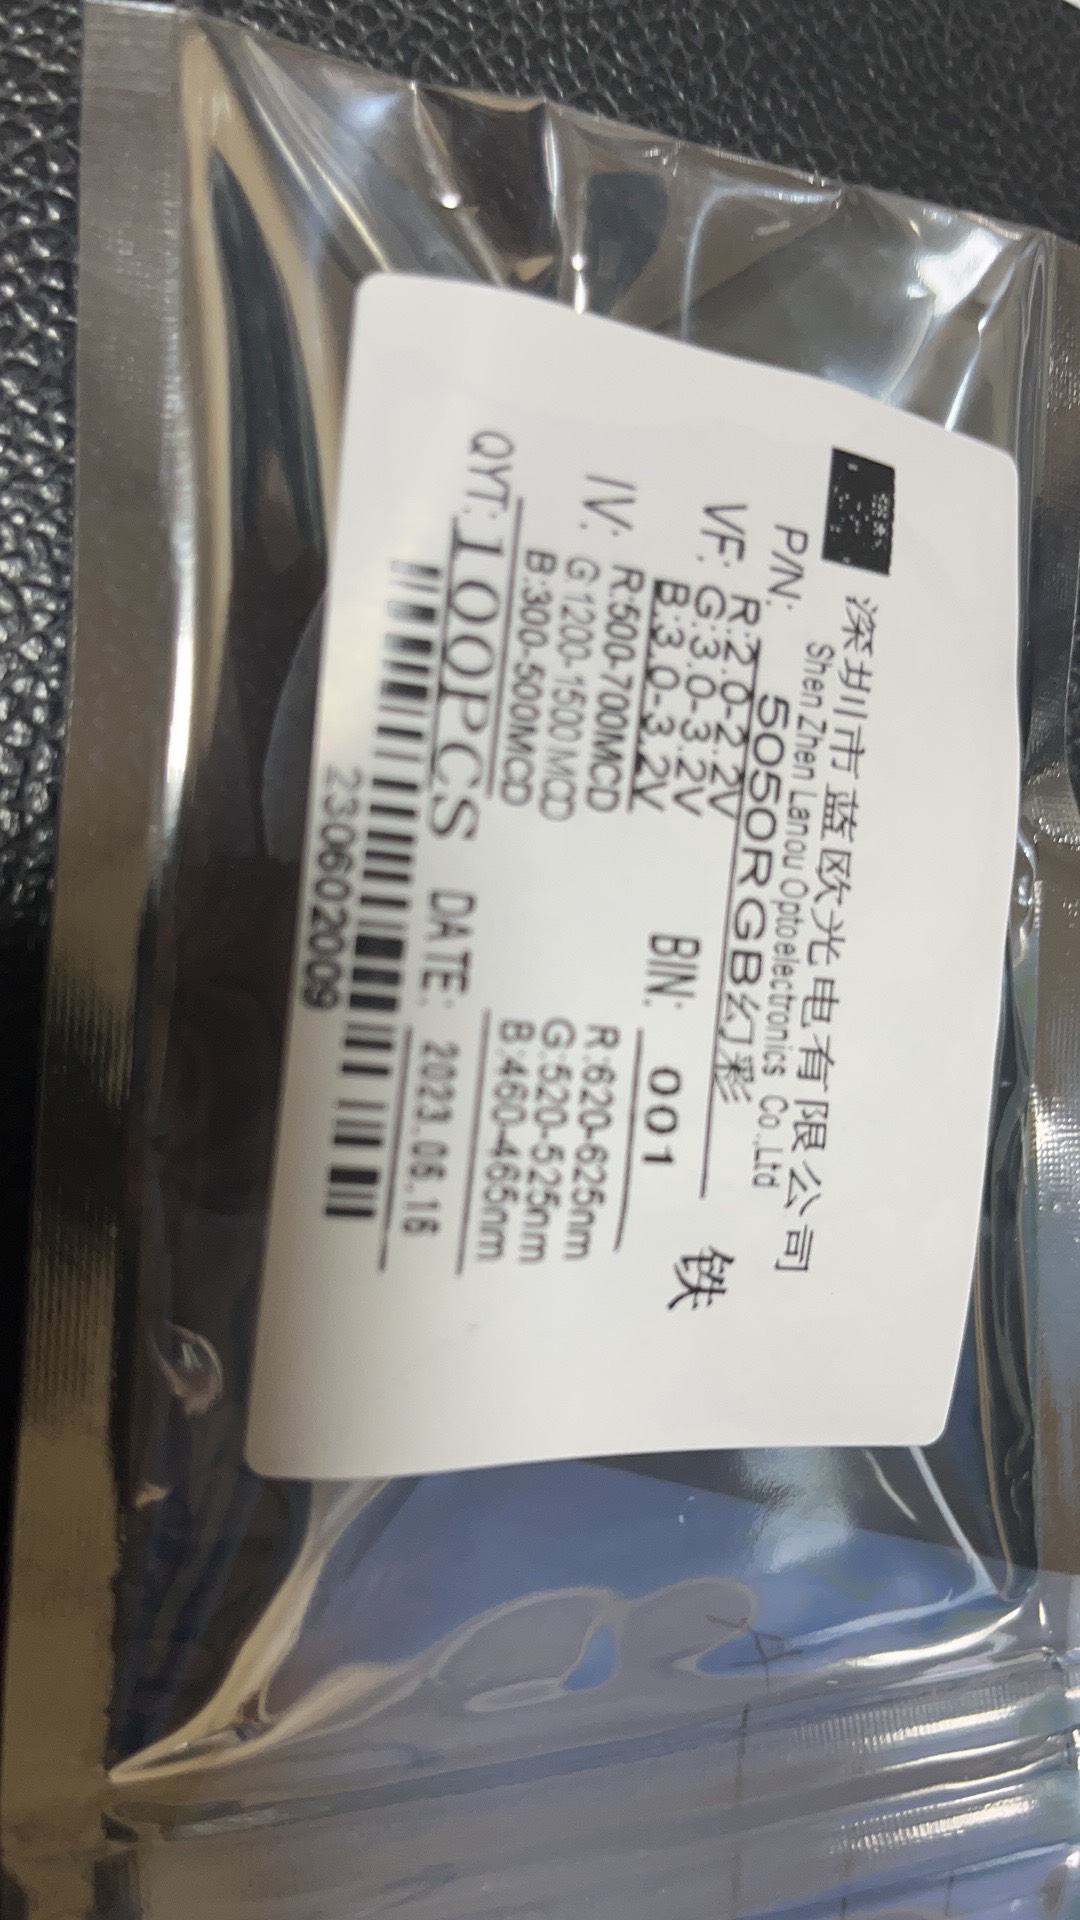 深圳市蓝欧光电有限公司
ShenZhen Lanou Optoelectronics Co.,Ltd
P/N: 5050RGB幻彩 铁
VF: R:2.0-2.2V
G:3.0-3.2V
B:3.0-3.2V
BIN: 001
IV: R:500-700MCD R:620-625nm
G:1200-1500MCD G:520-525nm
B:300-500MCD B:460-465nm
QYT: 100PCS DATE: 2023.06.16
230602009